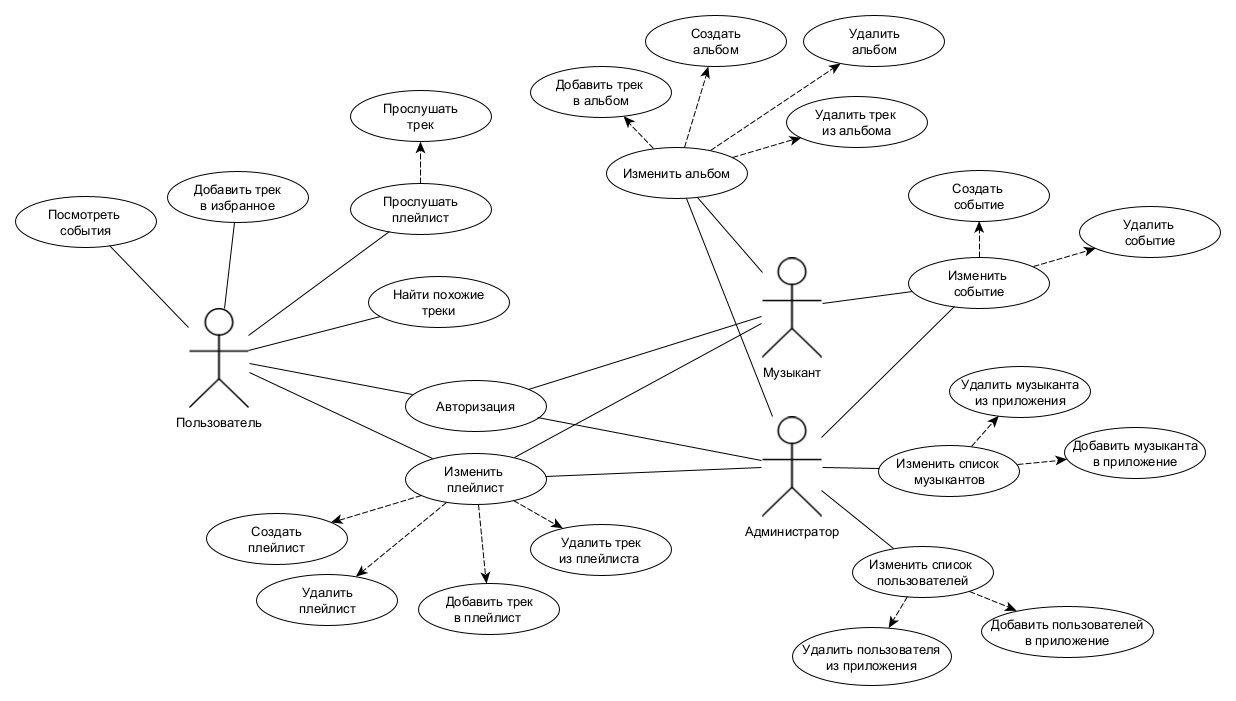 Создать
альбом
Удалить
альбом
Добавить трек
в альбом
Удалить трек
из альбома
Прослушать
трек
Изменить альбом
Добавить трек
в избранное
Прослушать
плейлист
Посмотреть
события
Создать
событие
Удалить
событие
Изменить
событие
Найти похожие
треки
Музыкант
Пользователь
Авторизация
Удалить музыканта
из приложения
Добавить музыканта
в приложение
Изменить список
музыкантов
Изменить
плейлист
Администратор
Создать
плейлист
Удалить трек
из плейлиста
Удалить
плейлист
Добавить трек
в плейлист
Изменить список
пользователей
Добавить пользователей
в приложение
Удалить пользователя
из приложения